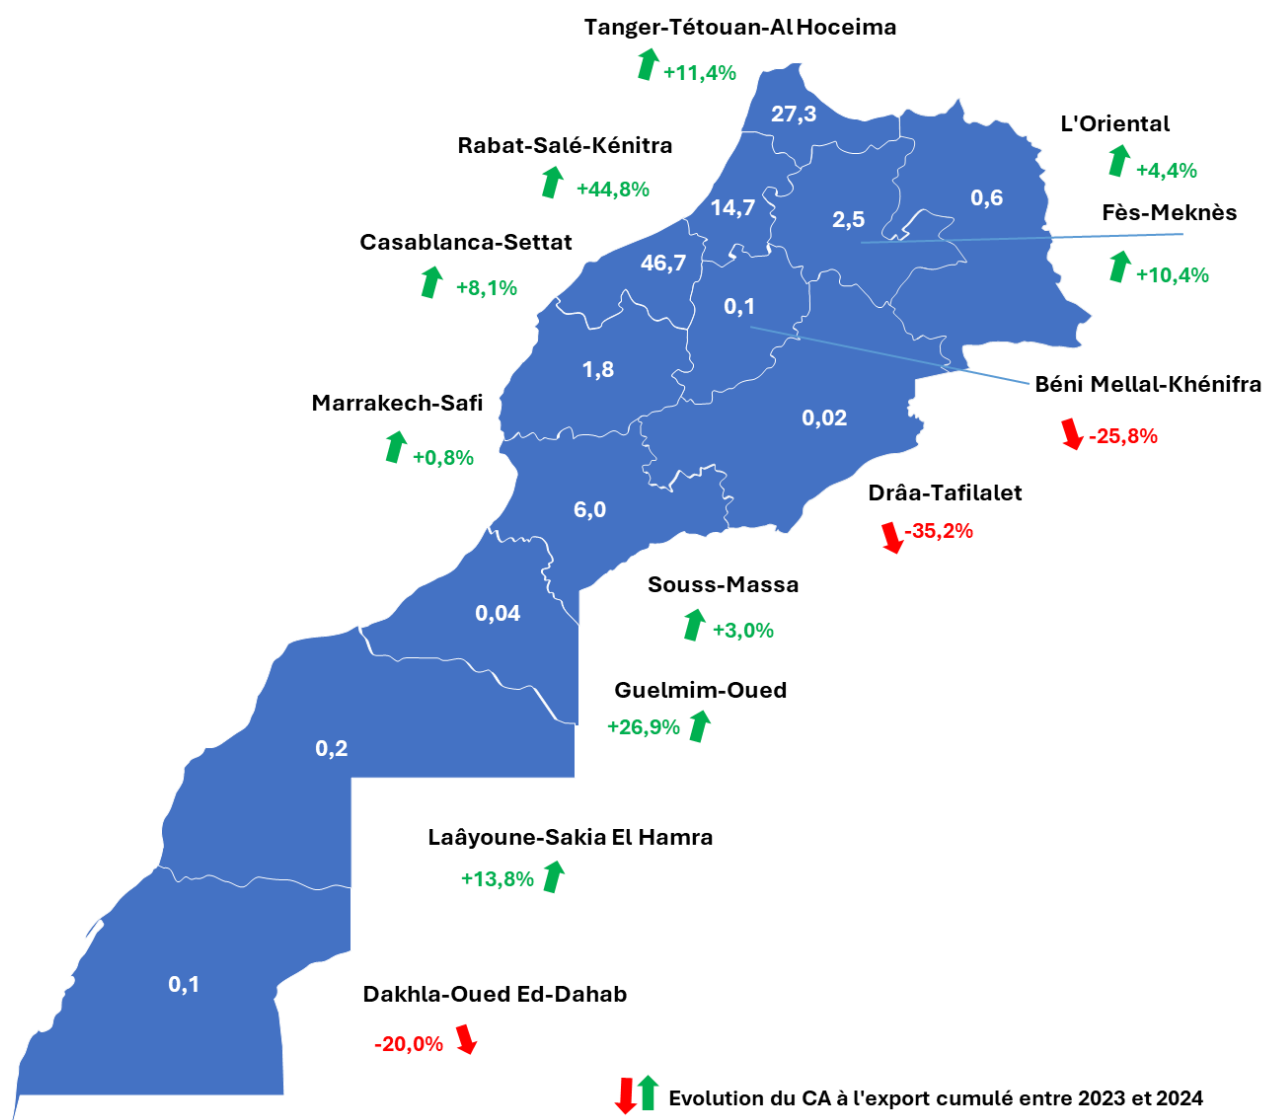 Tanger-Tétouan-Al Hoceima
+11,4%
27,3
L'Oriental
+4,4%
Rabat-Salé-Kénitra
+44,8%
0,6
14,7
2,5
Fès-Meknès
+10,4%
Casablanca-Settat
+8,1%
46,7
0,1
1,8
Béni Mellal-Khénifra
-25,8%
Marrakech-Safi
+0,8%
0,02
Drâa-Tafilalet
-35,2%
6,0
Souss-Massa
+3,0%
0,04
Guelmim-Oued
+26,9%
0,2
Laâyoune-Sakia El Hamra
+13,8%
0,1
Dakhla-Oued Ed-Dahab
-20,0%
Evolution du CA à l'export cumulé entre 2023 et 2024